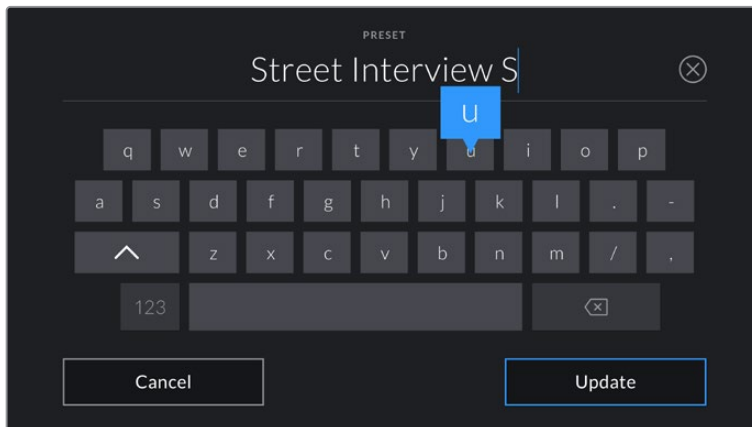 PRESET
Street Interview S
u
q w e r t y u i o p
a s d f g h j k l . -
z x c v b n m / ,
123
Cancel Update